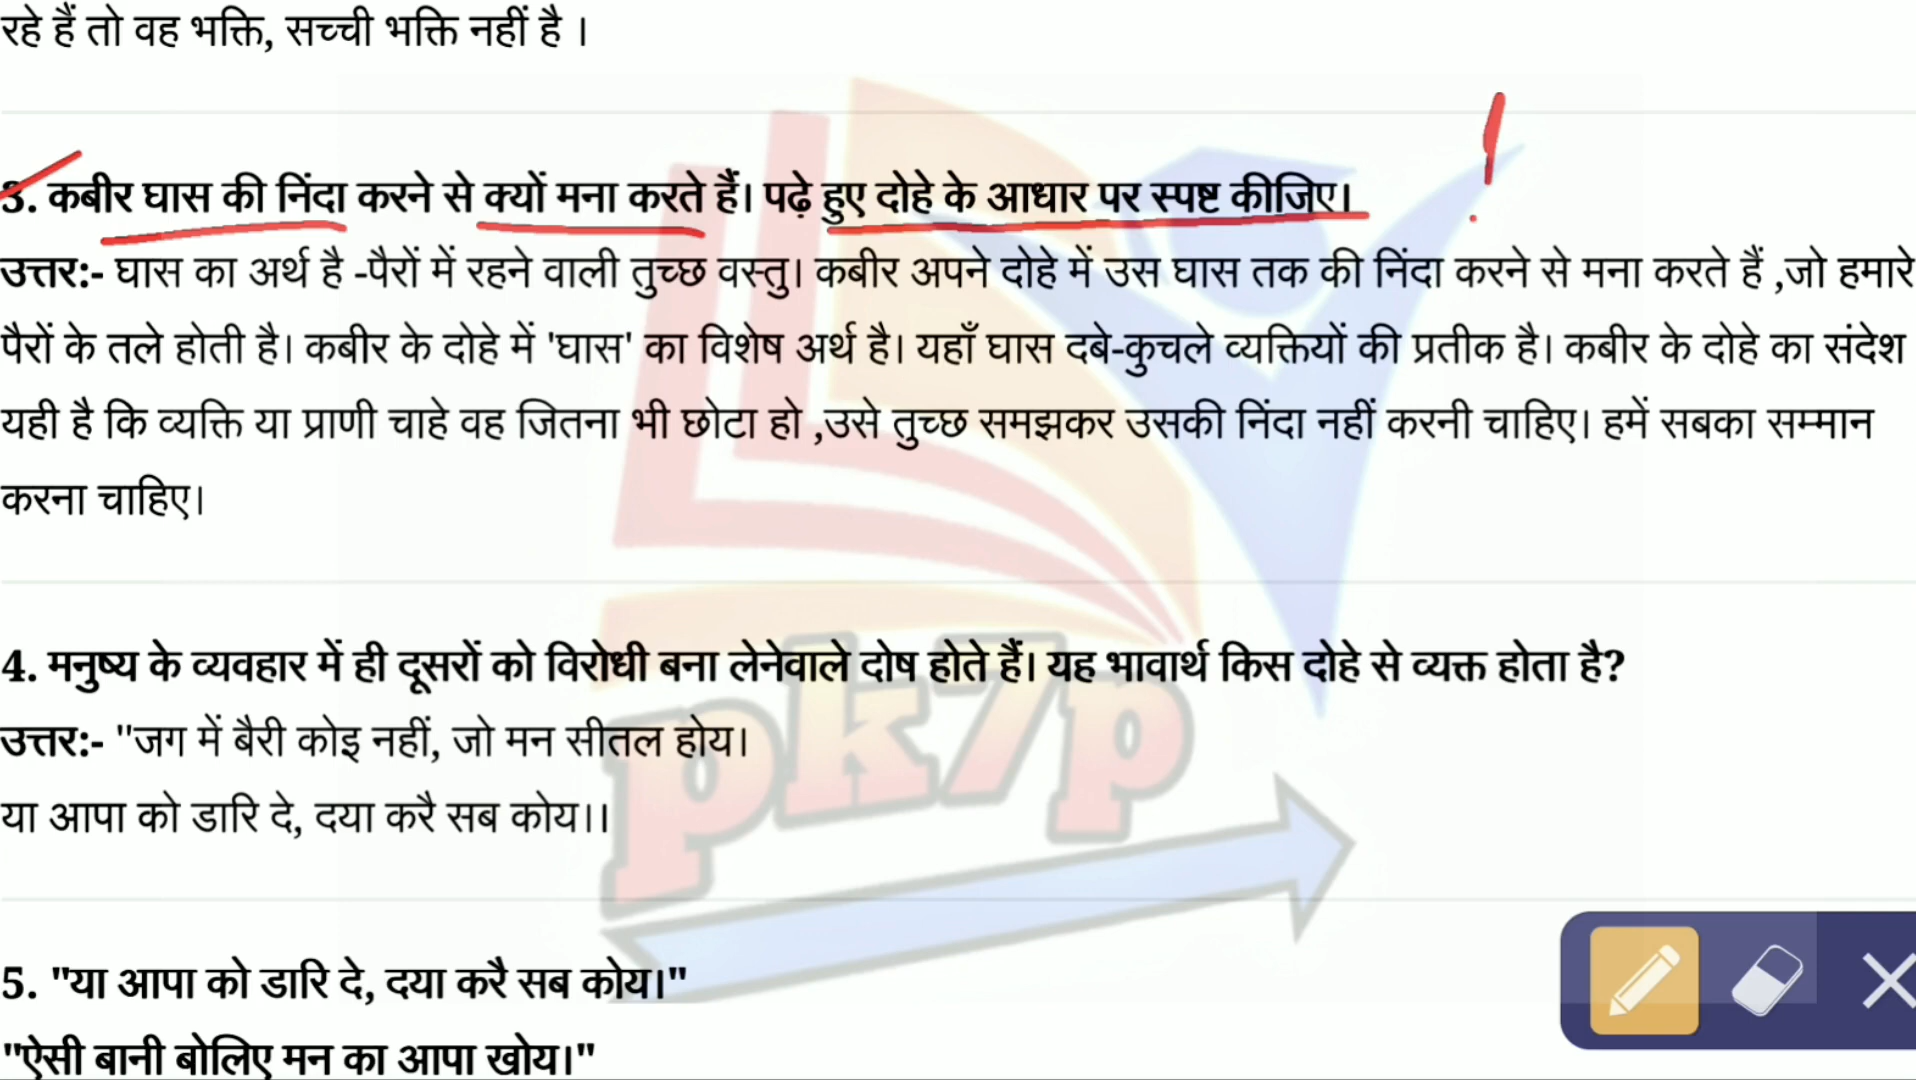 रहे हैं तो वह भक्ति, सच्ची भक्ति नहीं है ।
3. कबीर घास की निंदा करने से क्यों मना करते हैं। पढ़े हुए दोहे के आधार पर स्पष्ट कीजिए।
उत्तर:- घास का अर्थ है -पैरों में रहने वाली तुच्छ वस्तु। कबीर अपने दोहे में उस घास तक की निंदा करने से मना करते हैं ,जो हमारे
पैरों के तले होती है। कबीर के दोहे में 'घास' का विशेष अर्थ है। यहाँ घास दबे-कुचले व्यक्तियों की प्रतीक है। कबीर के दोहे का संदेश
यही है कि व्यक्ति या प्राणी चाहे वह जितना भी छोटा हो ,उसे तुच्छ समझकर उसकी निंदा नहीं करनी चाहिए। हमें सबका सम्मान
करना चाहिए।
4. मनुष्य के व्यवहार में ही दूसरों को विरोधी बना लेनेवाले दोष होते हैं। यह भावार्थ किस दोहे से व्यक्त होता है?
उत्तर:- "जग में बैरी कोइ नहीं, जो मन सीतल होय।
या आपा को डारि दे, दया करै सब कोय।।
pk7p
5. "या आपा को डारि दे, दया करै सब कोय।"
"ऐसी बानी बोलिए मन का आपा खोय।"